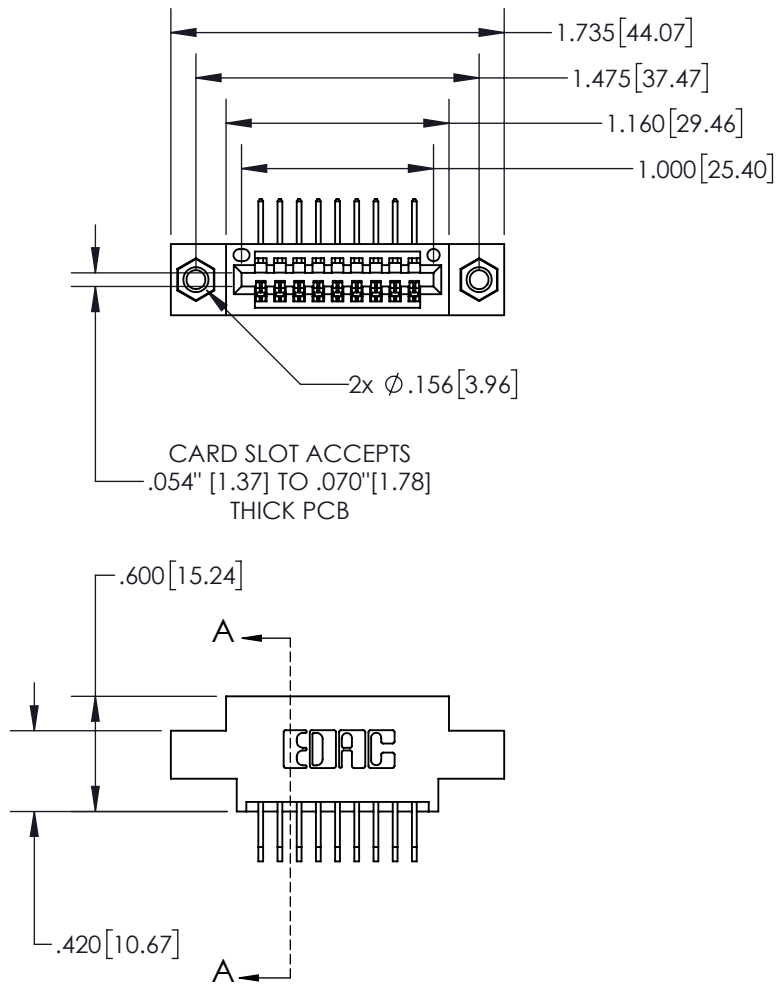 1.735[44.07]
1.475[37.47]
1.160[29.46]
1.000[25.40]
2x Ø.156[3.96]
CARD SLOT ACCEPTS
.054" [1.37] TO .070"[1.78]
THICK PCB
.600[15.24]
A
EDAC
.420[10.67]
A